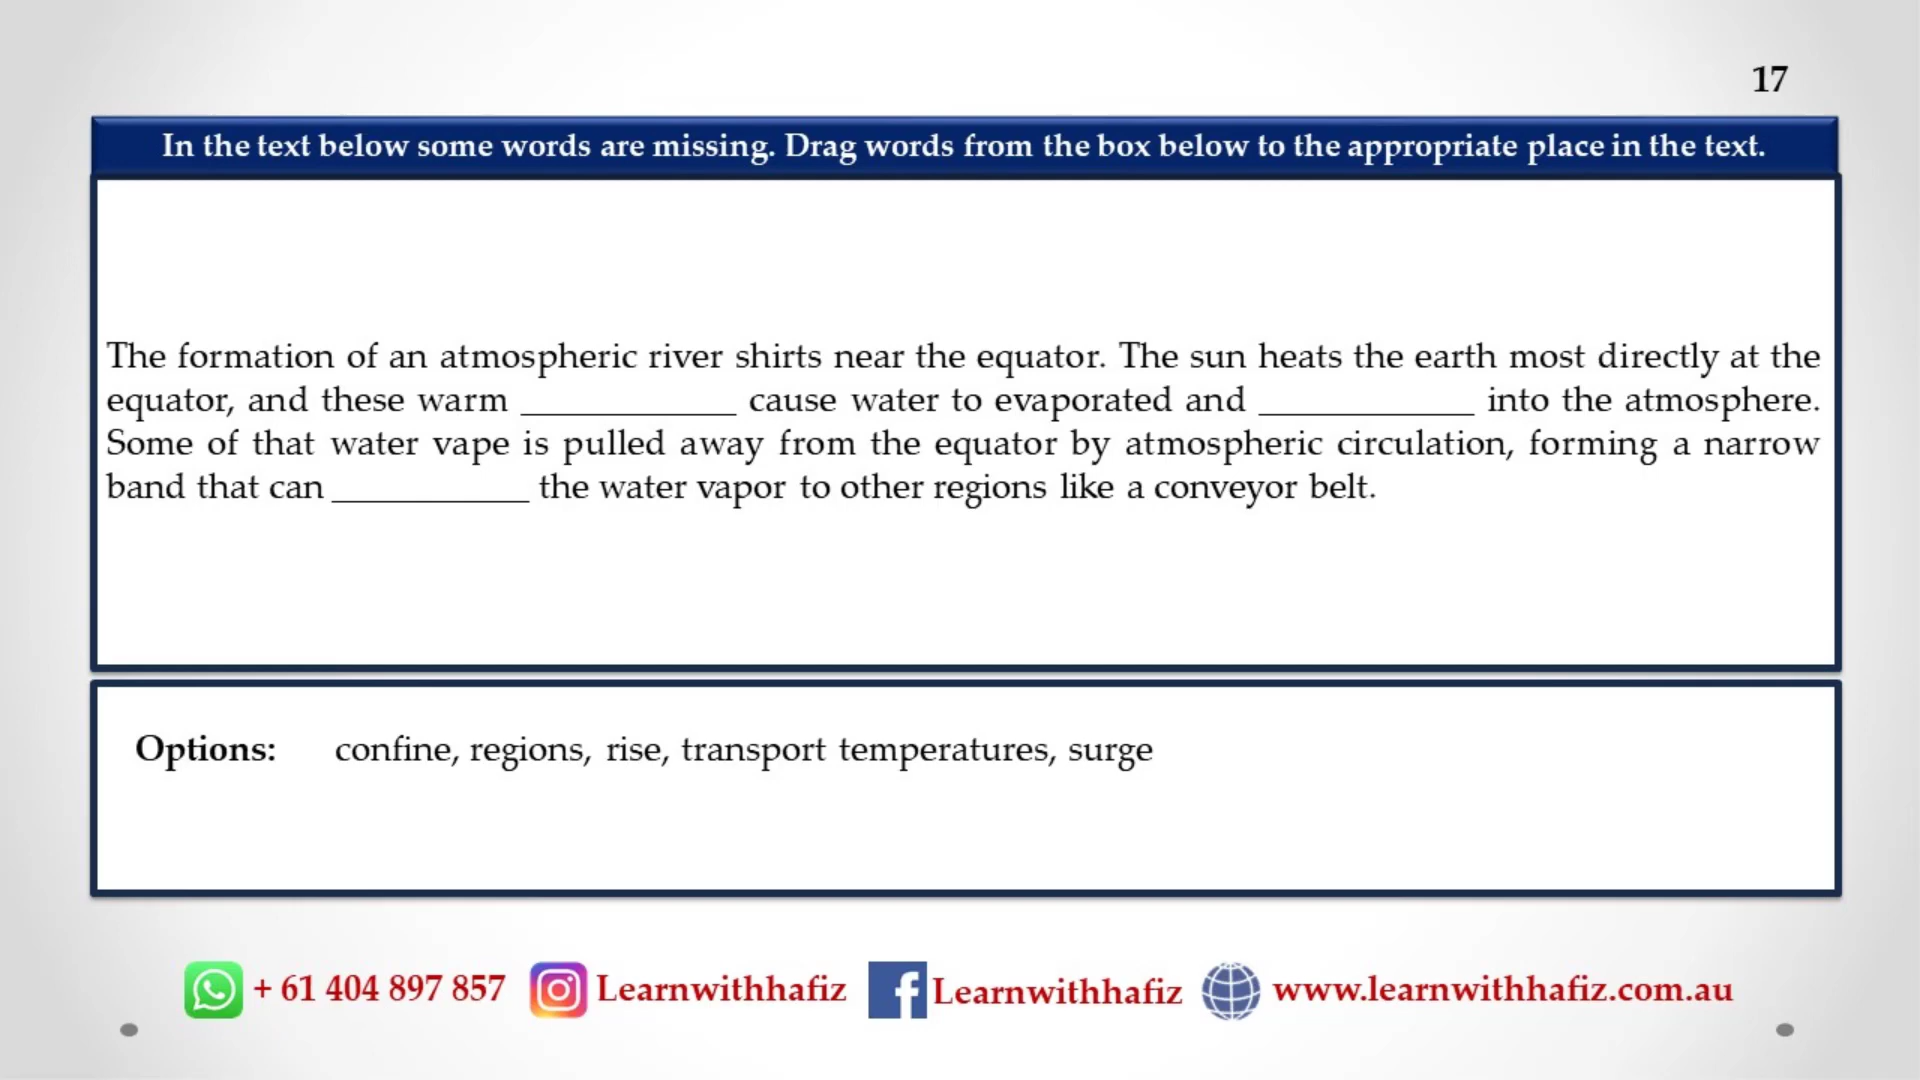 17
In the text below some words are missing. Drag words from the box below to the appropriate place in the text.
The formation of an atmospheric river shirts near the equator. The sun heats the earth most directly at the
equator, and these warm ____________ cause water to evaporated and ____________ into the atmosphere.
Some of that water vape is pulled away from the equator by atmospheric circulation, forming a narrow
band that can ___________ the water vapor to other regions like a conveyor belt.
Options: confine, regions, rise, transport temperatures, surge
+ 61 404 897 857 Learnwithhafiz Learnwithhafiz www.learnwithhafiz.com.au